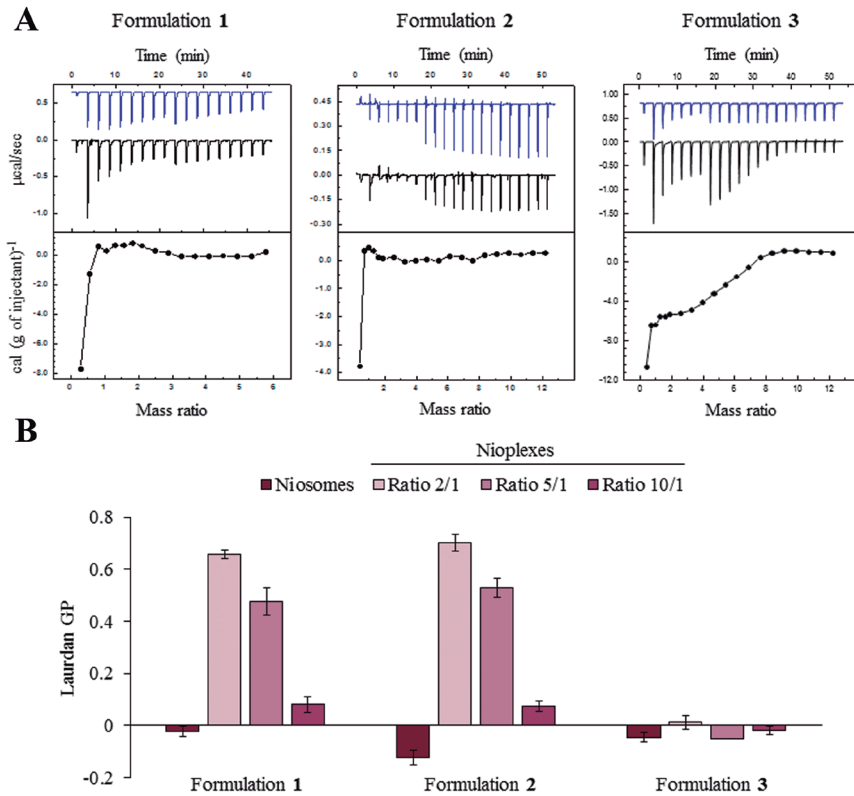 A
Formulation 1
Formulation 2
Formulation 3
Time (min)
Time (min)
Time (min)
0 10 20 30 40
0 10 20 30 40 50
0 10 20 30 40 50
µcal/sec
0.5
0.0
-0.5
-1.0
0.45
0.30
0.15
0.00
-0.30
1.00
0.50
0.00
-0.50
-1.00
-1.50
cal (g of injectant)-1
0.0
-2.0
-4.0
-6.0
-8.0
0.0
-1.0
-2.0
-3.0
-4.0
0.0
-4.0
-8.0
-12.0
0 1 2 3 4 5 6
0 2 4 6 8 10 12
0 2 4 6 8 10 12
Mass ratio
Mass ratio
Mass ratio
B
Nioplexes
Niosomes
Ratio 2/1
Ratio 5/1
Ratio 10/1
Laurdan GP
0.8
0.6
0.4
0.2
0
-0.2
Formulation 1
Formulation 2
Formulation 3